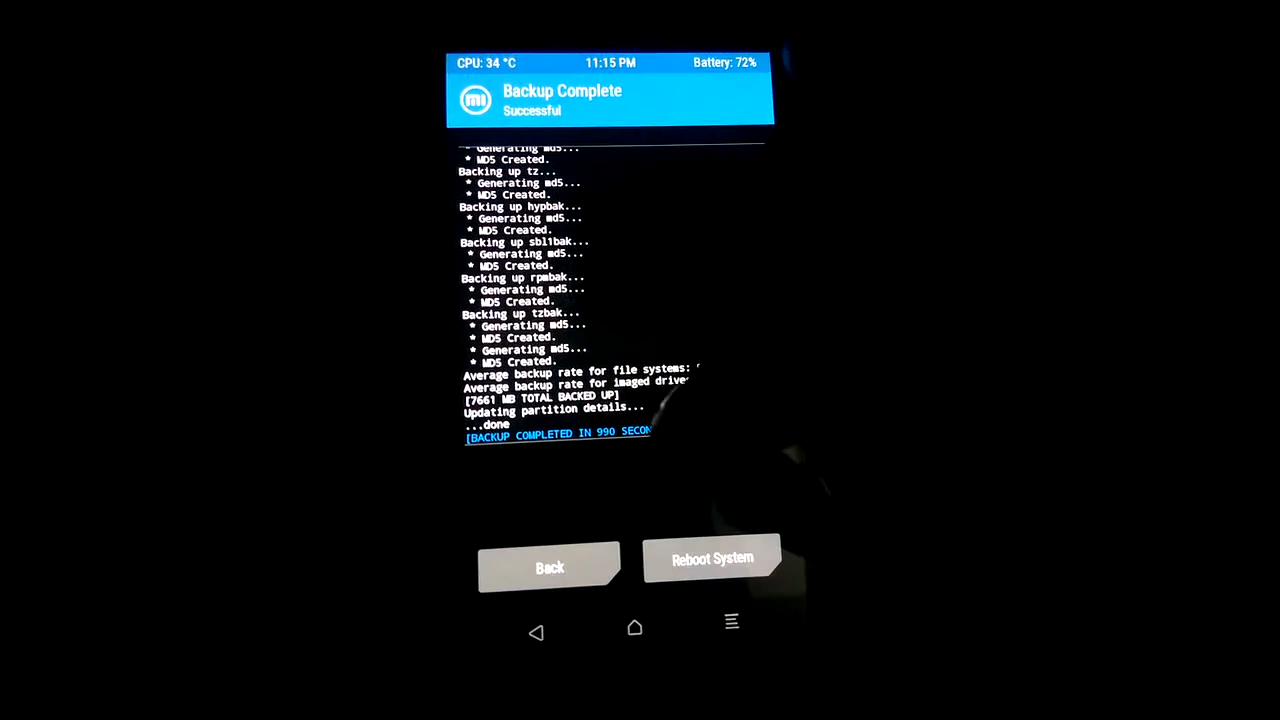 CPU: 34 °C 11:15 PM Battery: 72%
mi
Backup Complete
Successful
* Generating md5...
* MD5 Created.
Backing up tz...
* Generating md5...
* MD5 Created.
Backing up hypbak...
* Generating md5...
* MD5 Created.
Backing up sbl1bak...
* Generating md5...
* MD5 Created.
Backing up rpmbak...
* Generating md5...
* MD5 Created.
Backing up tzbak...
* Generating md5...
* MD5 Created.
* Generating md5...
* MD5 Created.
Average backup rate for file systems:
Average backup rate for imaged drive
[7661 MB TOTAL BACKED UP]
Updating partition details...
...done
[BACKUP COMPLETED IN 990 SECON
Back Reboot System